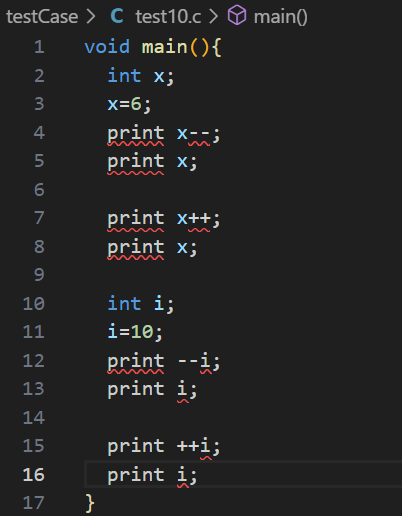 testCase > C test10.c > main()
1 void main(){
2 int x;
3 x=6;
4 print x--;
5 print x;
6
7 print x++;
8 print x;
9
10 int i;
11 i=10;
12 print --i;
13 print i;
14
15 print ++i;
16 print i;
17 }